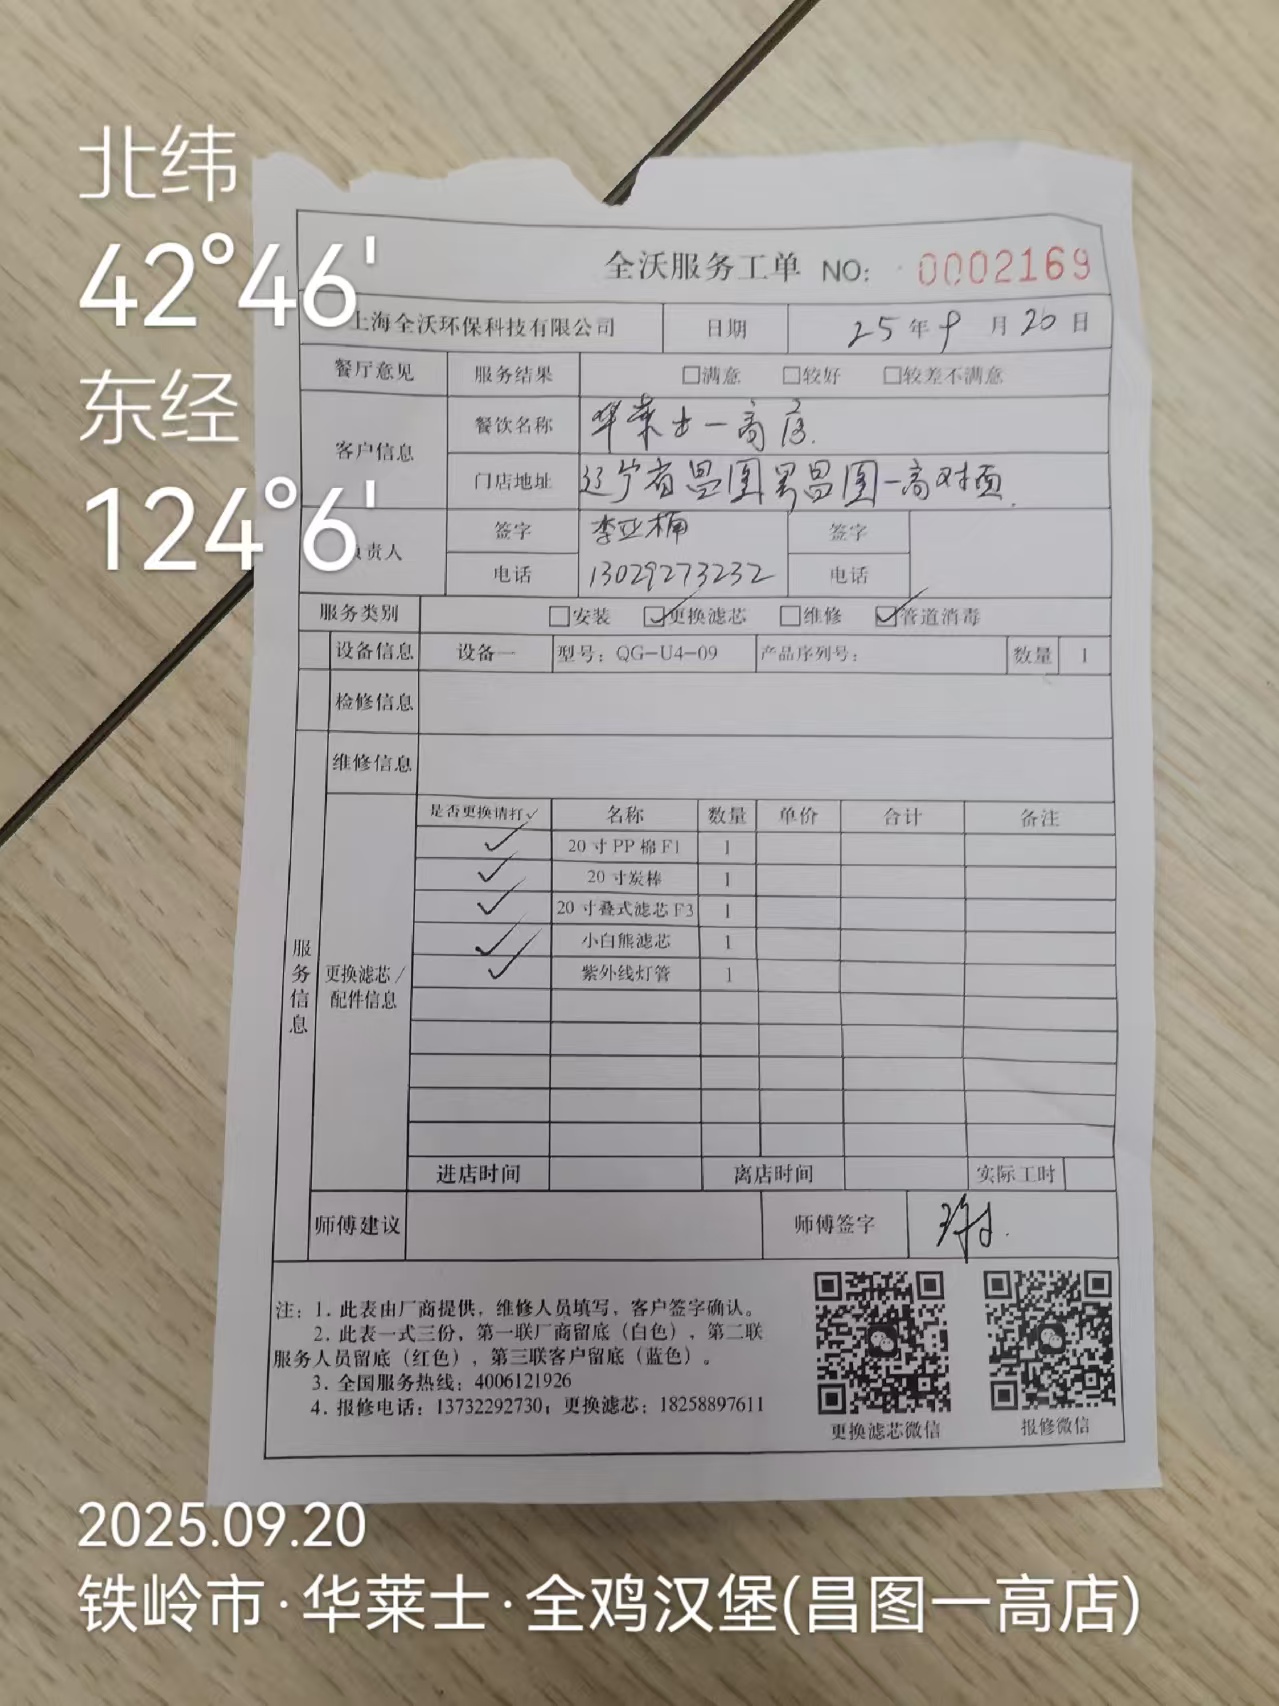 北纬
42°46'
东经
124°6'
全沃服务工单 NO: 0002169
上海全沃环保科技有限公司 日期 25年9月20日
餐厅意见 服务结果 □满意 □较好 □较差不满意
客户信息 餐饮名称 华莱士一高店.
门店地址 辽宁省昌图县昌图一高对面.
负责人 签字 李亚楠 签字
电话 13029273232 电话
服务类别 □安装 ☑更换滤芯 □维修 ☑管道消毒
设备信息 设备一 型号：QG-U4-09 产品序列号： 数量 1
检修信息
维修信息
是否更换请打√ 名称 数量 单价 合计 备注
✓ 20寸PP棉F1 1
✓ 20寸炭棒 1
✓ 20寸叠式滤芯F3 1
✓ 小白熊滤芯 1
✓ 紫外线灯管 1
服务信息
更换滤芯/
配件信息
进店时间 离店时间 实际工时
师傅建议 师傅签字
注：1. 此表由厂商提供，维修人员填写，客户签字确认。
2. 此表一式三份，第一联厂商留底（白色），第二联
服务人员留底（红色），第三联客户留底（蓝色）。
3. 全国服务热线：4006121926
4. 报修电话：13732292730；更换滤芯：18258897611
更换滤芯微信 报修微信
2025.09.20
铁岭市·华莱士·全鸡汉堡(昌图一高店)